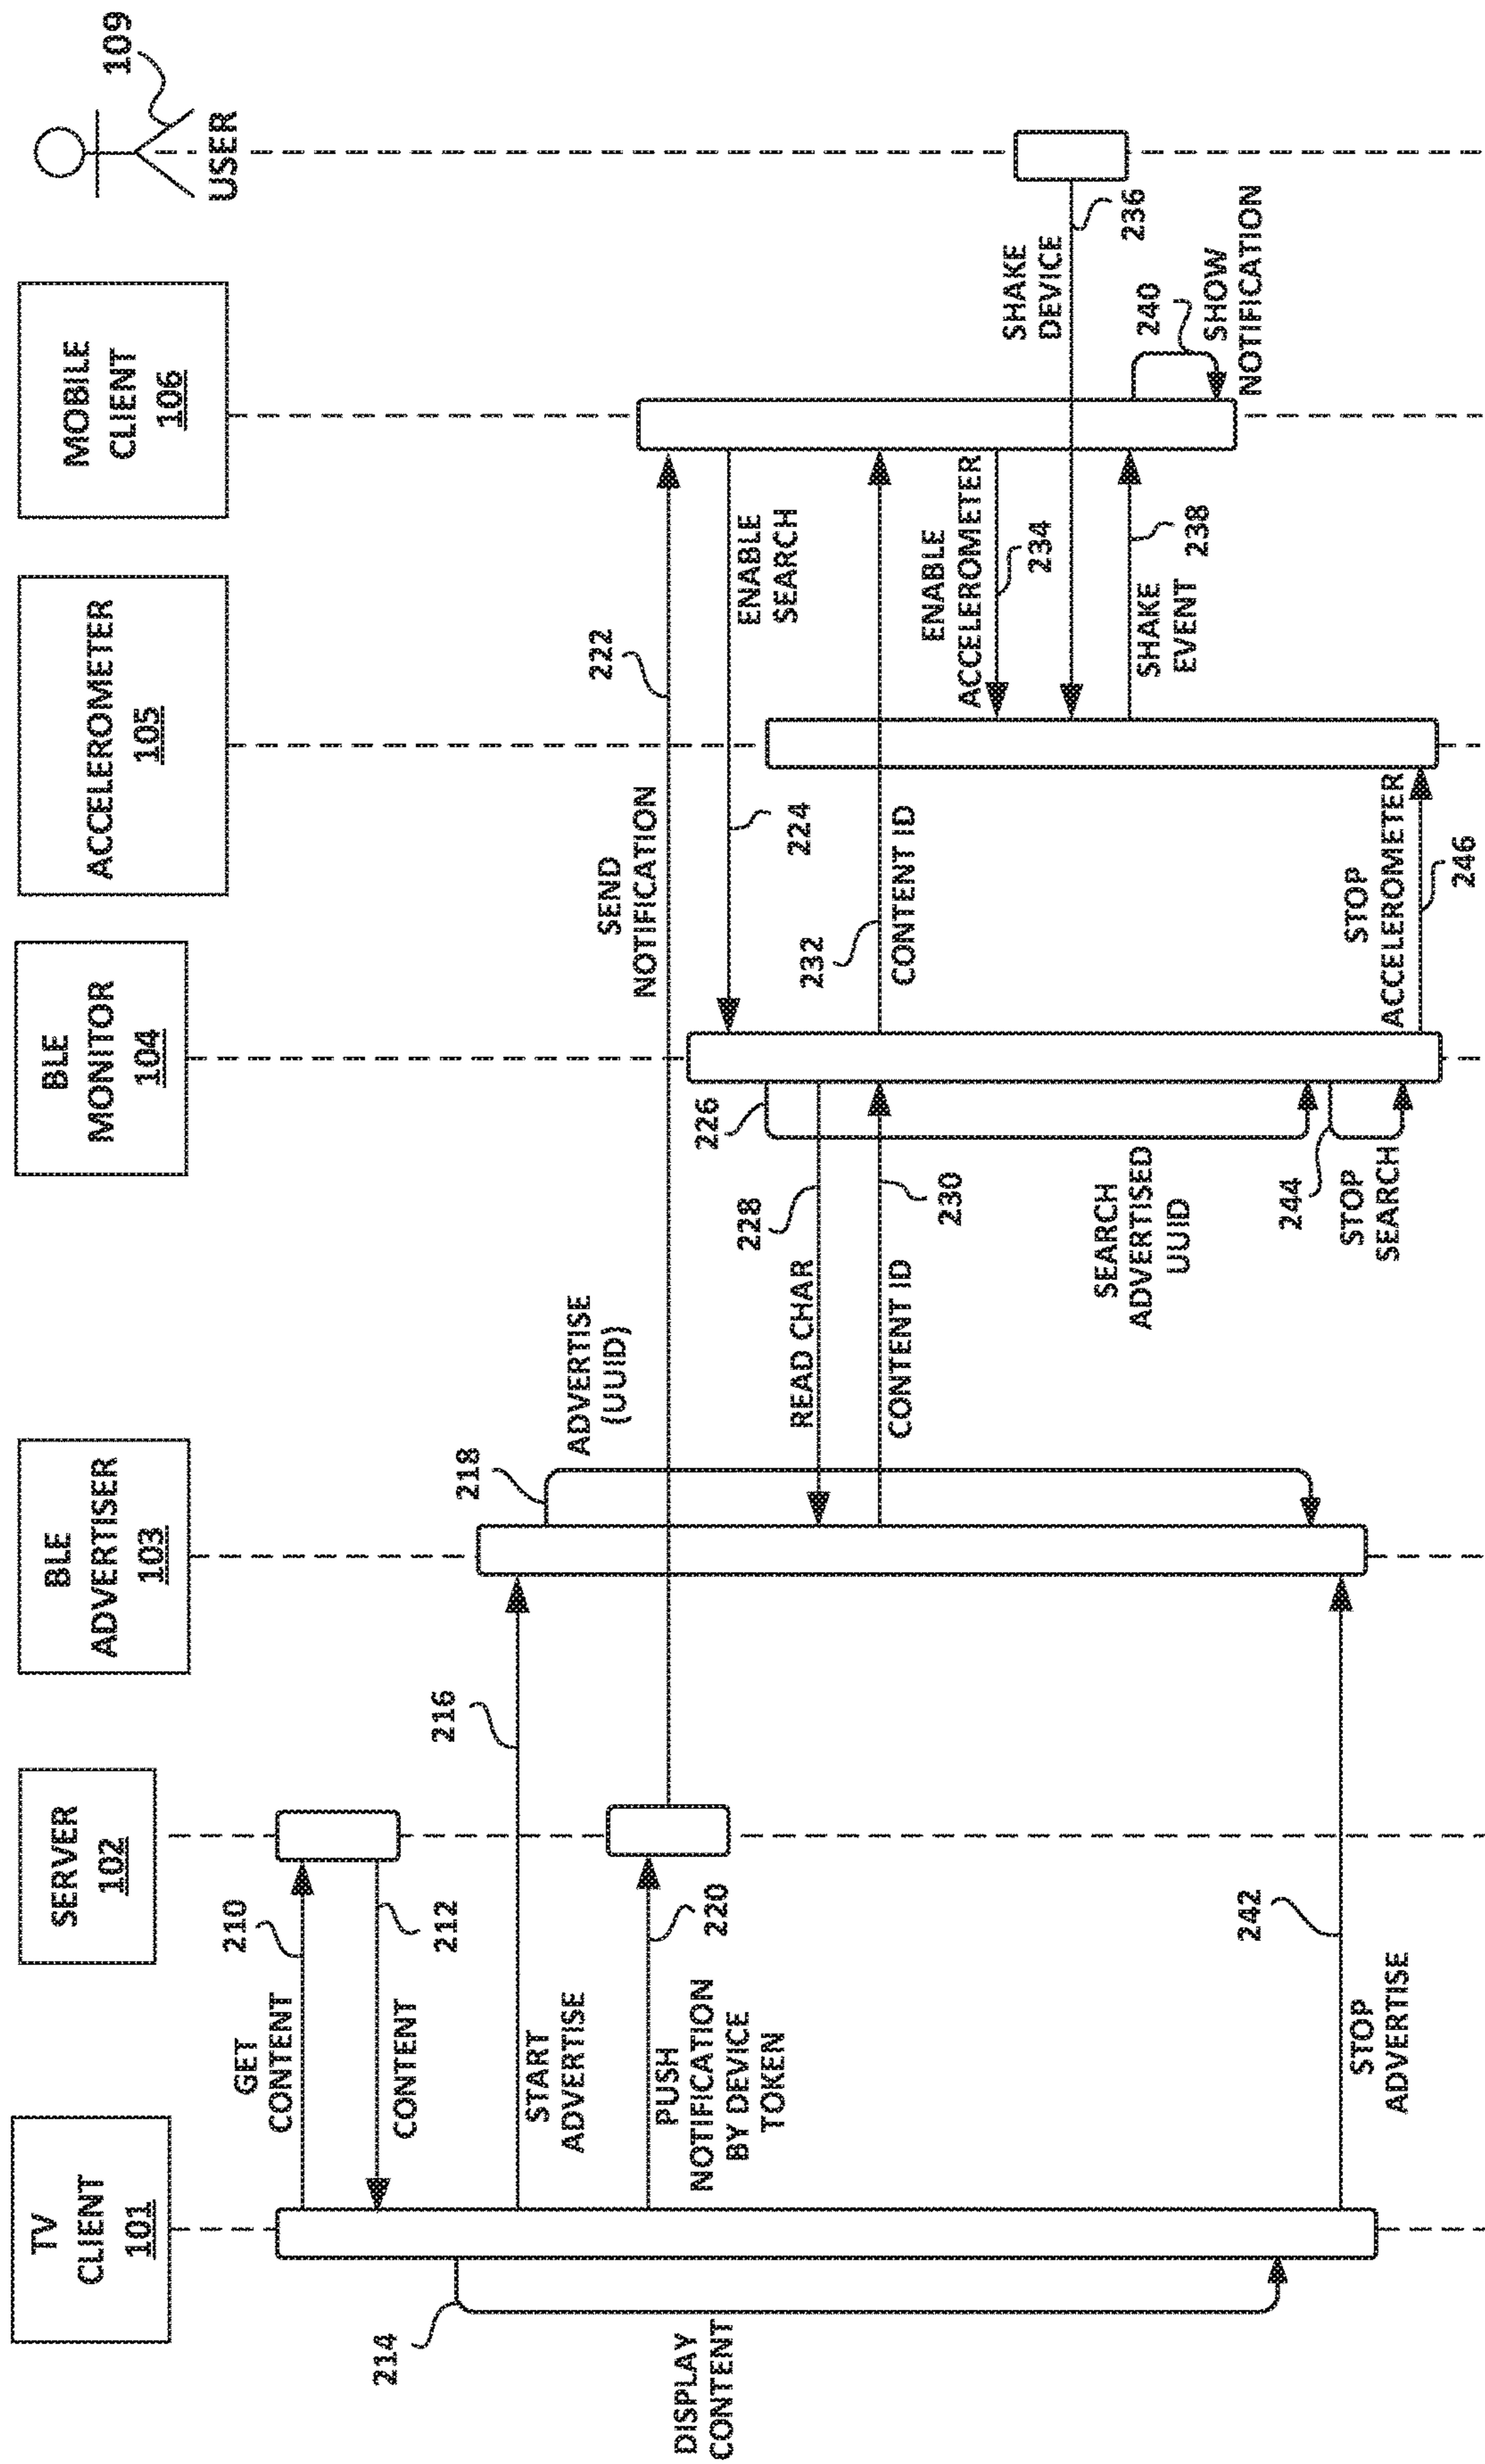 TV
CLIENT
101
SERVER
102
BLE
ADVERTISER
103
BLE
MONITOR
104
ACCELEROMETER
105
MOBILE
CLIENT
106
109
USER
GET
CONTENT
210
CONTENT
212
214
DISPLAY
CONTENT
START
ADVERTISE
216
218
ADVERTISE
(UUID)
PUSH
NOTIFICATION
BY DEVICE
TOKEN
220
SEND
NOTIFICATION
222
ENABLE
SEARCH
224
226
SEARCH
ADVERTISED
UUID
READ CHAR
228
CONTENT ID
230
CONTENT ID
232
ENABLE
ACCELEROMETER
234
SHAKE
DEVICE
236
SHAKE
EVENT
238
240
SHOW
NOTIFICATION
STOP
ADVERTISE
242
244
STOP
SEARCH
STOP
ACCELEROMETER
246